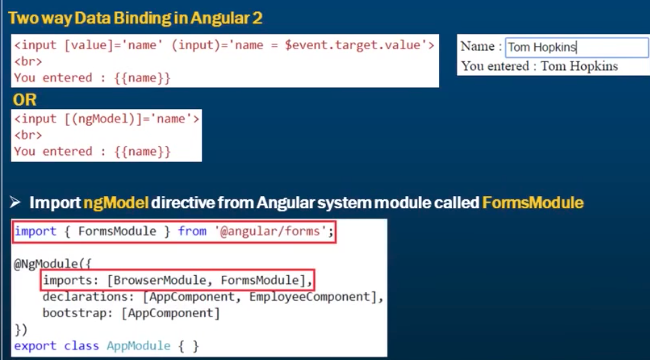 Two way Data Binding in Angular 2
<input [value]='name' (input)='name = $event.target.value'>
<br>
You entered : {{name}}
Name : Tom Hopkins
You entered : Tom Hopkins
OR
<input [(ngModel)]='name'>
<br>
You entered : {{name}}
Import ngModel directive from Angular system module called FormsModule
import { FormsModule } from '@angular/forms';
@NgModule({
imports: [BrowserModule, FormsModule],
declarations: [AppComponent, EmployeeComponent],
bootstrap: [AppComponent]
})
export class AppModule { }